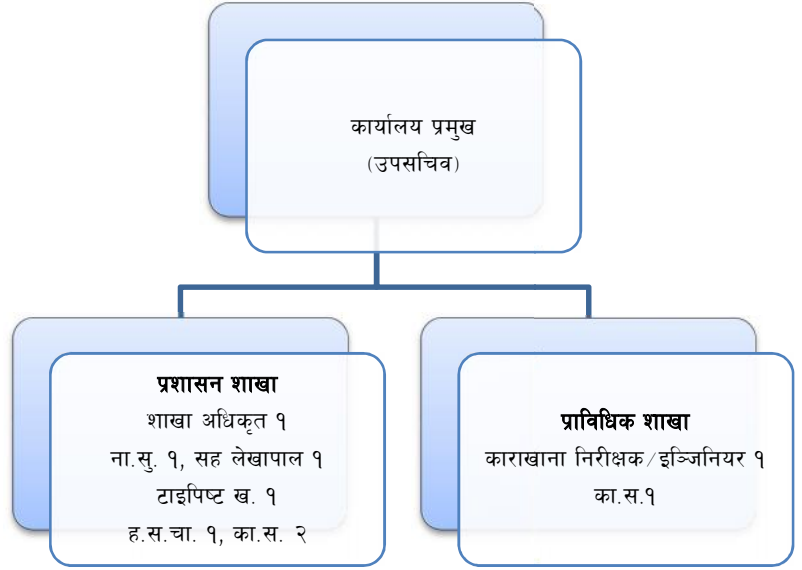 कार्यालय प्रमुख
(उपसचिव)
प्रशासन शाखा
शाखा अधिकृत १
ना.सु. १, सह लेखापाल १
टाइपिष्ट ख. १
ह.स.चा. १, का.स. २
प्राविधिक शाखा
काराखाना निरीक्षक/इञ्जिनियर १
का.स.१